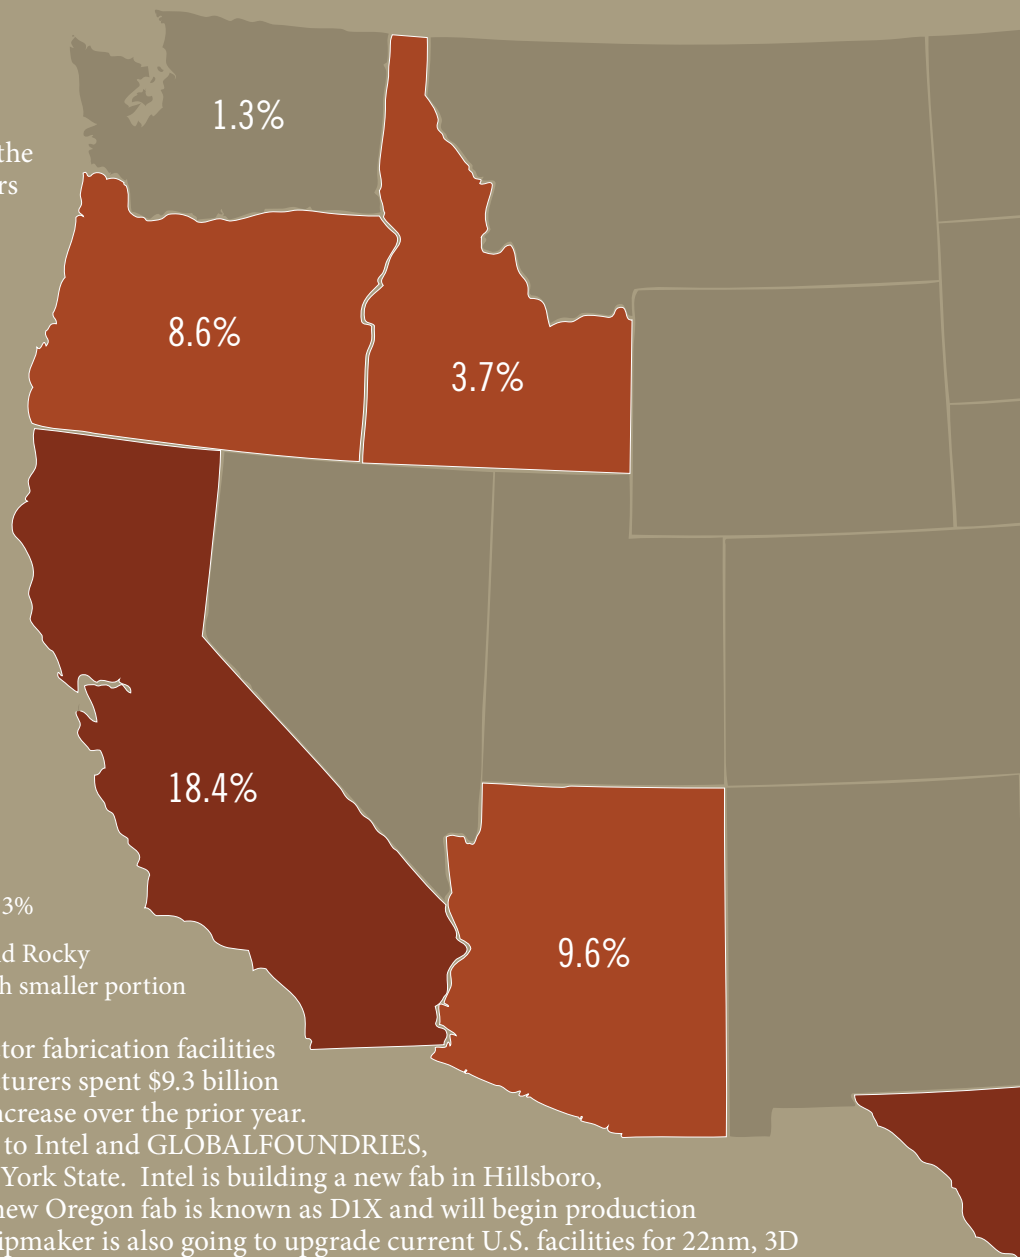 1.3%
the
rs
8.6%
3.7%
18.4%
3%
9.6%
d Rocky
h smaller portion
tor fabrication facilities
turers spent $9.3 billion
ncrease over the prior year.
to Intel and GLOBALFOUNDRIES,
York State.  Intel is building a new fab in Hillsboro,
new Oregon fab is known as D1X and will begin production
ipmaker is also going to upgrade current U.S. facilities for 22nm, 3D